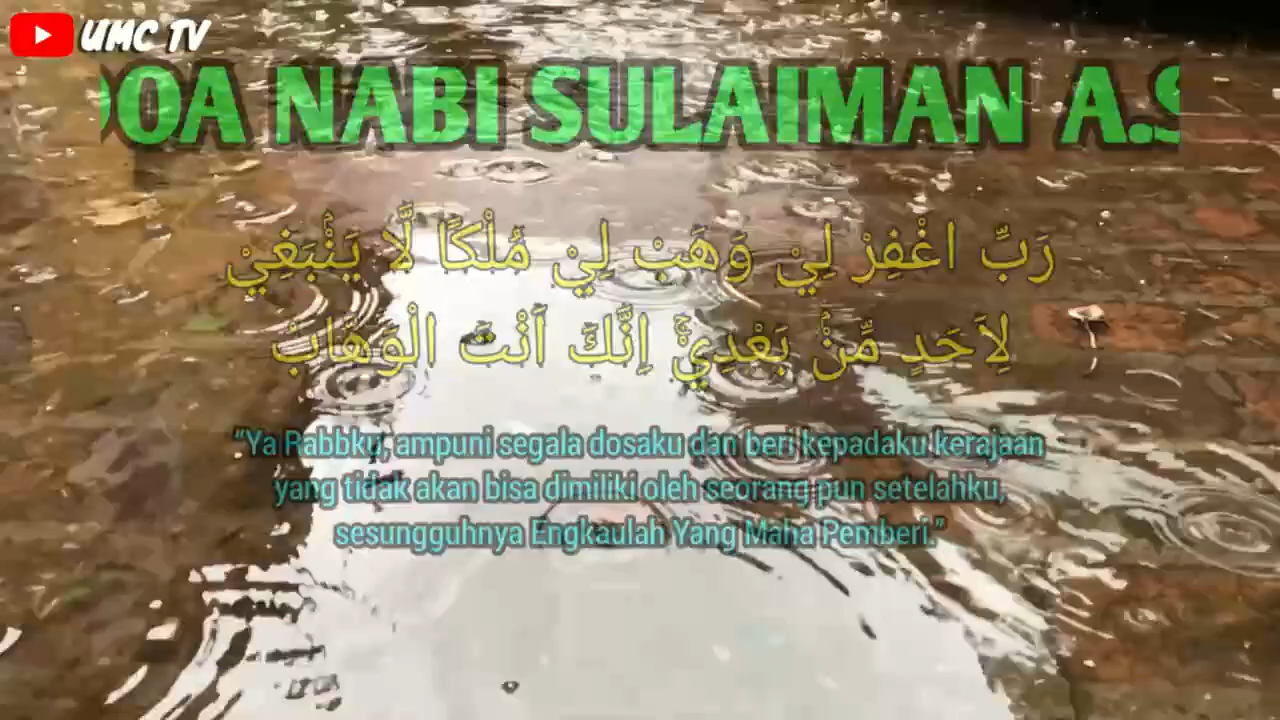 UMC TV
DOA NABI SULAIMAN A.S
رَبِّ اغْفِرْ لِيْ وَهَبْ لِيْ مُلْكًا لَّا يَنْۢبَغِيْ
لِاَحَدٍ مِّنْۢ بَعْدِيْۚ اِنَّكَ اَنْتَ الْوَهَّابُ
“Ya Rabbku, ampuni segala dosaku dan beri kepadaku kerajaan
yang tidak akan bisa dimiliki oleh seorang pun setelahku,
sesungguhnya Engkaulah Yang Maha Pemberi.”